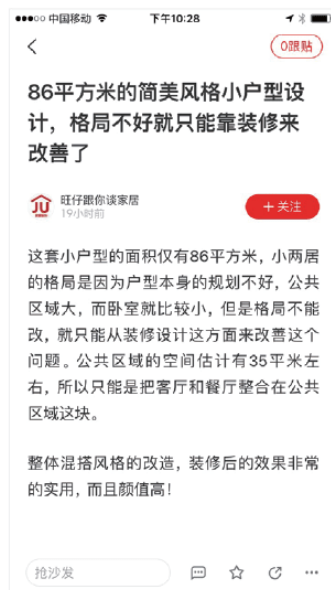 中国移动 下午10:28
0跟贴
86平方米的简美风格小户型设
计，格局不好就只能靠装修来
改善了
旺仔跟你谈家居
19小时前
+关注
这套小户型的面积仅有86平方米，小两居
的格局是因为户型本身的规划不好，公共
区域大，而卧室就比较小，但是格局不能
改，就只能从装修设计这方面来改善这个
问题。公共区域的空间估计有35平米左
右，所以只能是把客厅和餐厅整合在公共
区域这块。
整体混搭风格的改造，装修后的效果非常
的实用，而且颜值高！
抢沙发